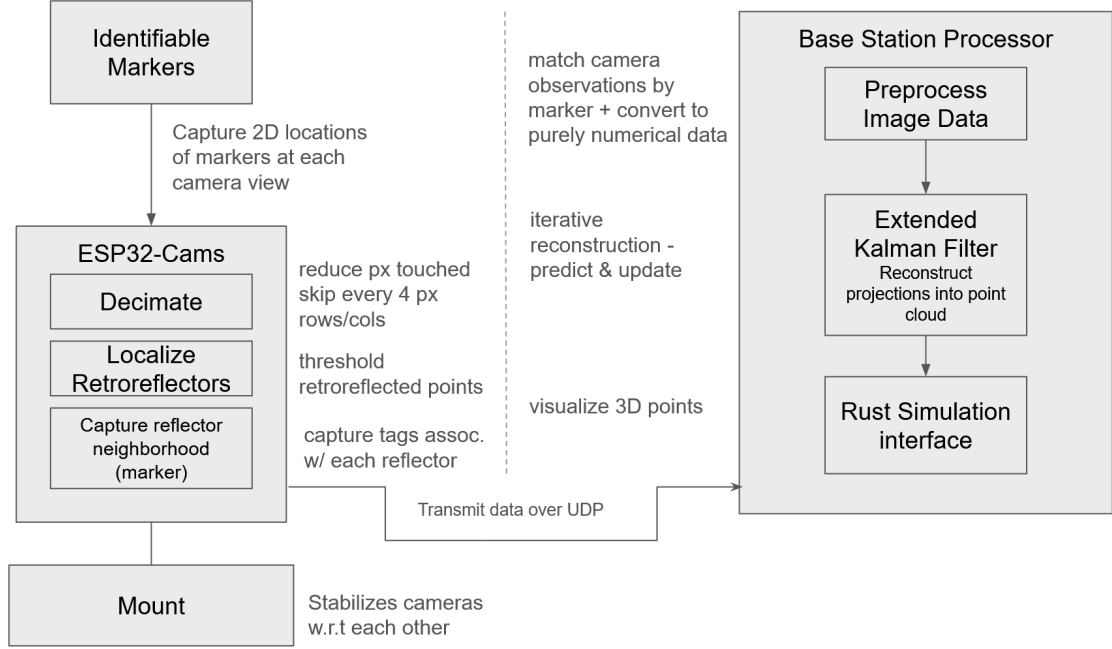 Identifiable
Markers
Capture 2D locations
of markers at each
camera view
ESP32-Cams
Decimate
reduce px touched
skip every 4 px
rows/cols
Localize
Retroreflectors
threshold
retroreflected points
Capture reflector
neighborhood
(marker)
capture tags assoc.
w/ each reflector
Transmit data over UDP
Mount
Stabilizes cameras
w.r.t each other
match camera
observations by
marker + convert to
purely numerical data
iterative
reconstruction -
predict & update
visualize 3D points
Base Station Processor
Preprocess
Image Data
Extended
Kalman Filter
Reconstruct
projections into point
cloud
Rust Simulation
interface